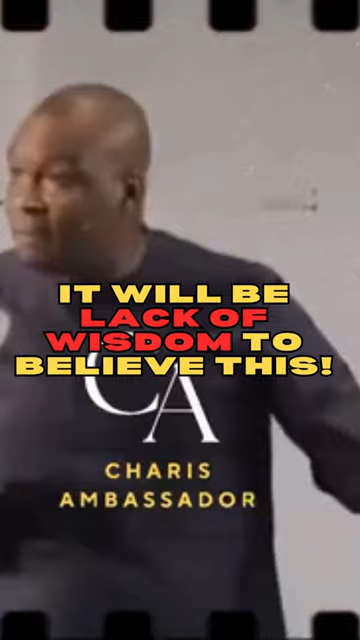 IT WILL BE
LACK OF
WISDOM TO
BELIEVE THIS!
CA
CHARIS
AMBASSADOR